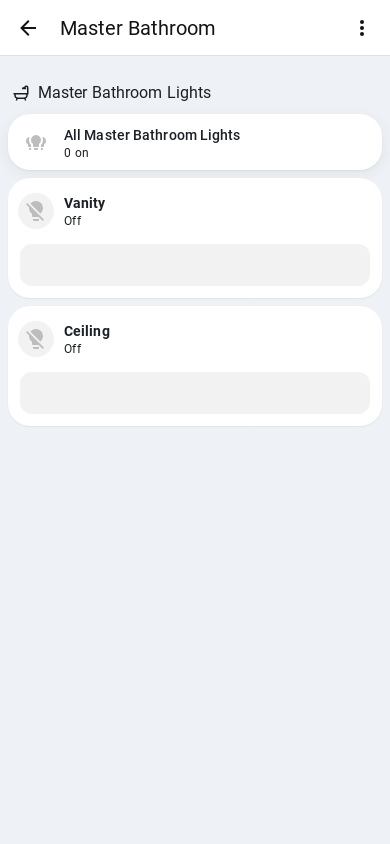 Master Bathroom
Master Bathroom Lights
All Master Bathroom Lights
0 on
Vanity
Off
Ceiling
Off